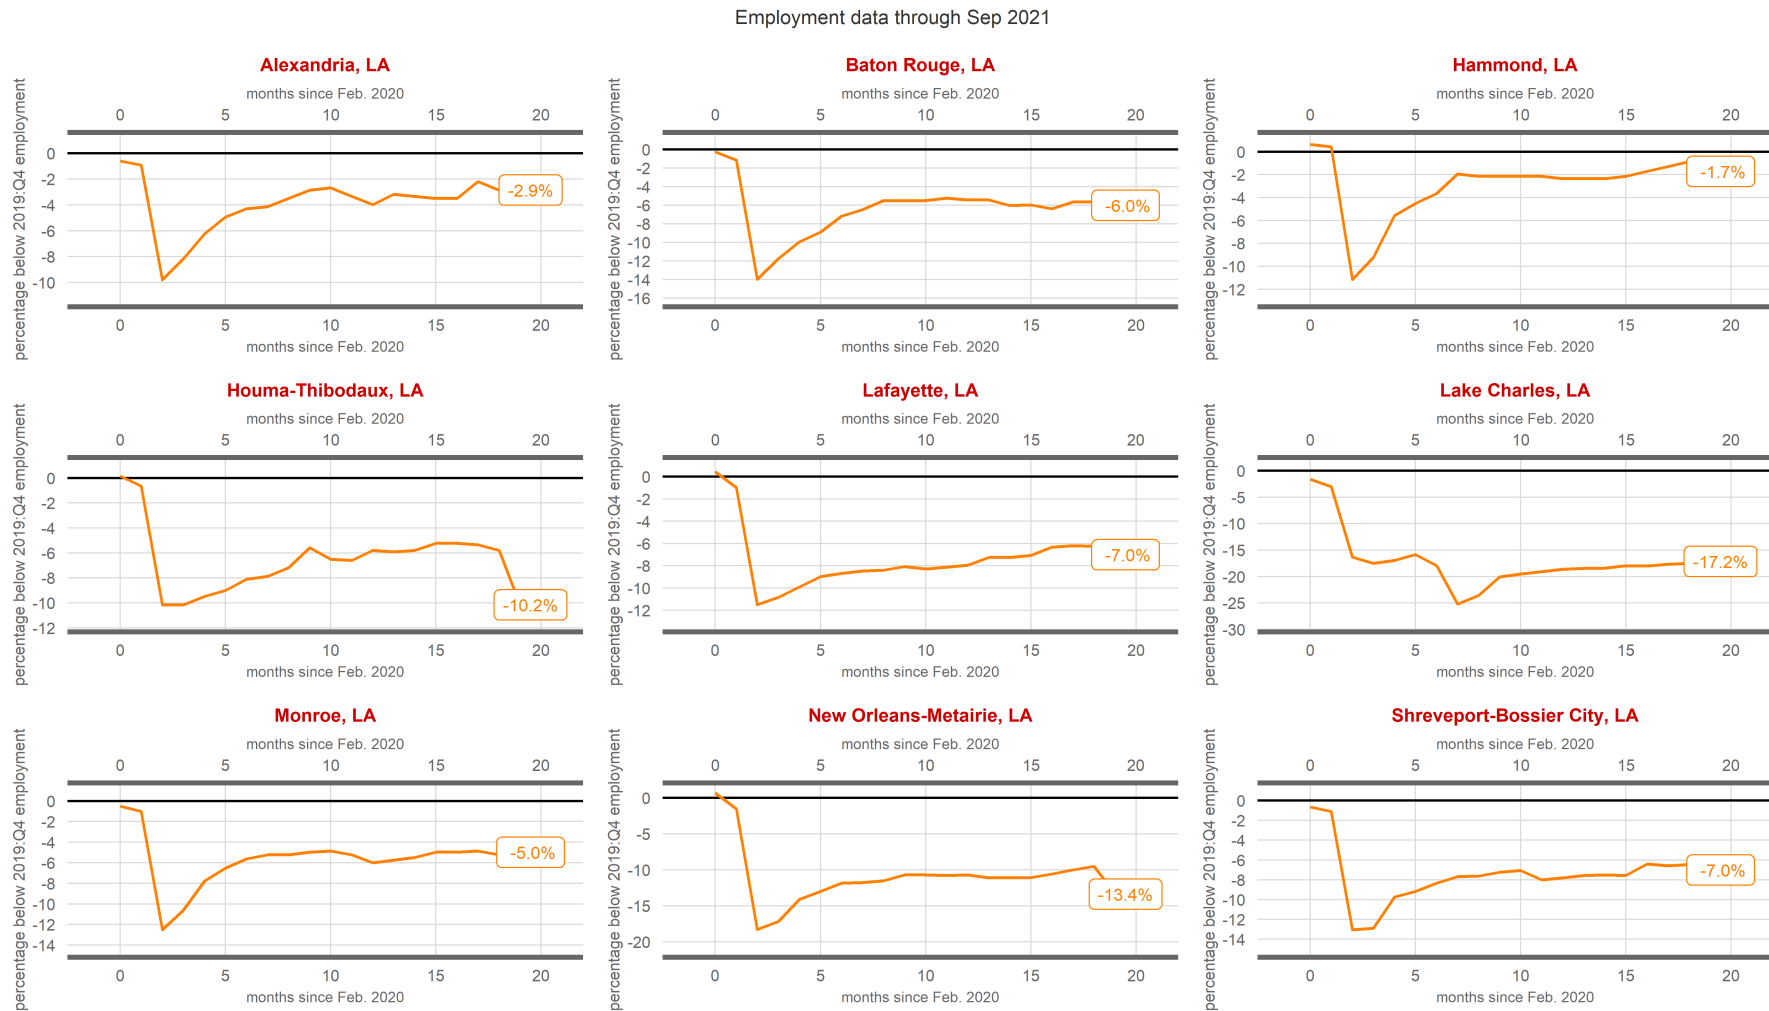 Employment data through Sep 2021
Alexandria, LA
months since Feb. 2020
0 5 10 15 20
percentage below 2019:Q4 employment
0
-2
-4
-6
-8
-10
-2.9%
0 5 10 15 20
months since Feb. 2020
Baton Rouge, LA
months since Feb. 2020
0 5 10 15 20
percentage below 2019:Q4 employment
0
-2
-4
-6
-8
-10
-12
-14
-16
-6.0%
0 5 10 15 20
months since Feb. 2020
Hammond, LA
months since Feb. 2020
0 5 10 15 20
percentage below 2019:Q4 employment
0
-2
-4
-6
-8
-10
-12
-1.7%
0 5 10 15 20
months since Feb. 2020
Houma-Thibodaux, LA
months since Feb. 2020
0 5 10 15 20
percentage below 2019:Q4 employment
0
-2
-4
-6
-8
-10
-12
-10.2%
0 5 10 15 20
months since Feb. 2020
Lafayette, LA
months since Feb. 2020
0 5 10 15 20
percentage below 2019:Q4 employment
0
-2
-4
-6
-8
-10
-12
-7.0%
0 5 10 15 20
months since Feb. 2020
Lake Charles, LA
months since Feb. 2020
0 5 10 15 20
percentage below 2019:Q4 employment
0
-5
-10
-15
-20
-25
-30
-17.2%
0 5 10 15 20
months since Feb. 2020
Monroe, LA
months since Feb. 2020
0 5 10 15 20
percentage below 2019:Q4 employment
0
-2
-4
-6
-8
-10
-12
-14
-5.0%
0 5 10 15 20
months since Feb. 2020
New Orleans-Metairie, LA
months since Feb. 2020
0 5 10 15 20
percentage below 2019:Q4 employment
0
-5
-10
-15
-20
-13.4%
0 5 10 15 20
months since Feb. 2020
Shreveport-Bossier City, LA
months since Feb. 2020
0 5 10 15 20
percentage below 2019:Q4 employment
0
-2
-4
-6
-8
-10
-12
-14
-7.0%
0 5 10 15 20
months since Feb. 2020